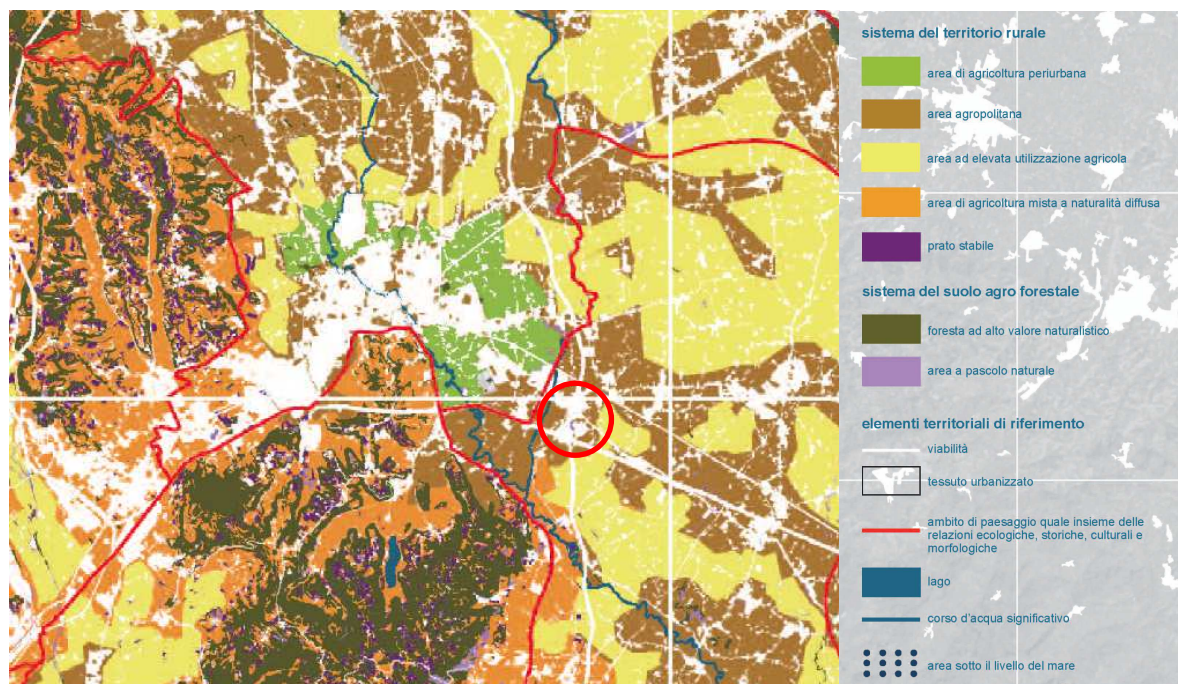 sistema del territorio rurale
area di agricoltura periurbana
area agropolitana
area ad elevata utilizzazione agricola
area di agricoltura mista a naturalità diffusa
prato stabile
sistema del suolo agro forestale
foresta ad alto valore naturalistico
area a pascolo naturale
elementi territoriali di riferimento
viabilità
tessuto urbanizzato
ambito di paesaggio quale insieme delle
relazioni ecologiche, storiche, culturali e
morfologiche
lago
corso d'acqua significativo
area sotto il livello del mare